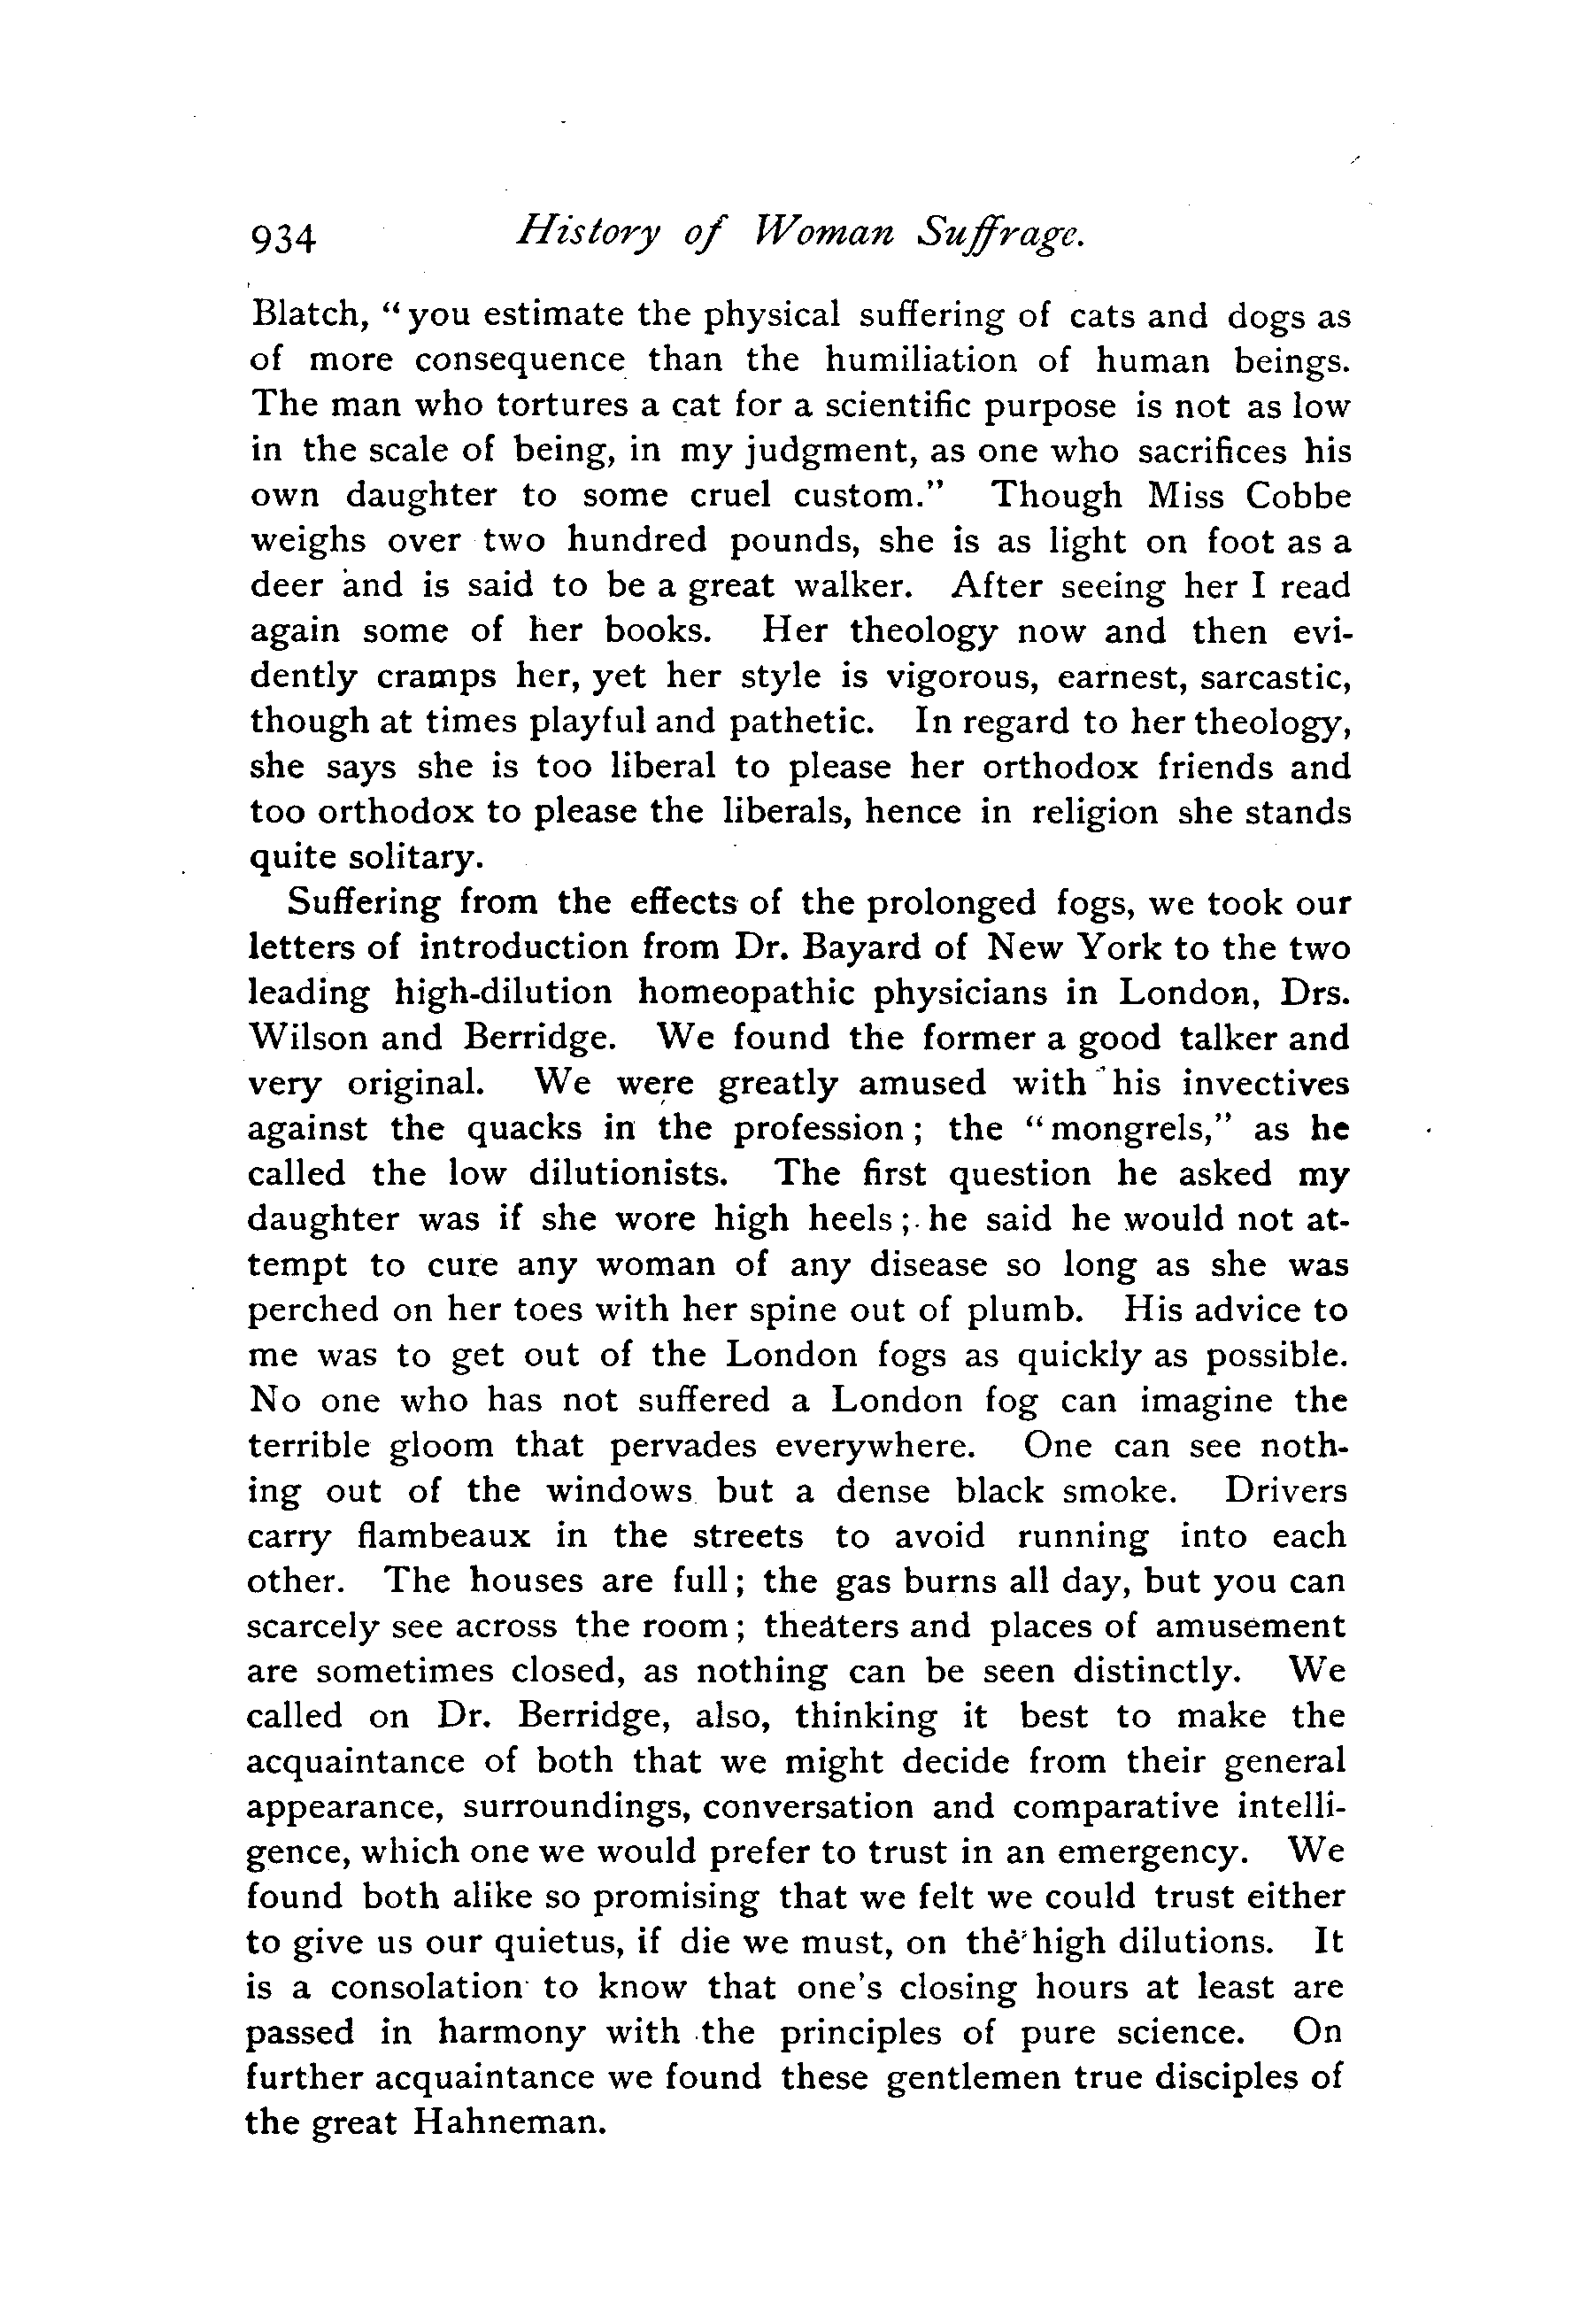 934 History of Woman Suffrage.
Blatch, “you estimate the physical suffering of cats and dogs as
of more consequence than the humiliation of human beings.
The man who tortures a cat for a scientific purpose is not as low
in the scale of being, in my judgment, as one who sacrifices his
own daughter to some cruel custom.” Though Miss Cobbe
weighs over two hundred pounds, she is as light on foot as a
deer and is said to be a great walker. After seeing her I read
again some of her books. Her theology now and then evi-
dently cramps her, yet her style is vigorous, earnest, sarcastic,
though at times playful and pathetic. In regard to her theology,
she says she is too liberal to please her orthodox friends and
too orthodox to please the liberals, hence in religion she stands
quite solitary.
Suffering from the effects of the prolonged fogs, we took our
letters of introduction from Dr. Bayard of New York to the two
leading high-dilution homeopathic physicians in London, Drs.
Wilson and Berridge. We found the former a good talker and
very original. We were greatly amused with his invectives
against the quacks in the profession; the “mongrels,” as he
called the low dilutionists. The first question he asked my
daughter was if she wore high heels; he said he would not at-
tempt to cure any woman of any disease so long as she was
perched on her toes with her spine out of plumb. His advice to
me was to get out of the London fogs as quickly as possible.
No one who has not suffered a London fog can imagine the
terrible gloom that pervades everywhere. One can see noth-
ing out of the windows but a dense black smoke. Drivers
carry flambeaux in the streets to avoid running into each
other. The houses are full; the gas burns all day, but you can
scarcely see across the room; theaters and places of amusement
are sometimes closed, as nothing can be seen distinctly. We
called on Dr. Berridge, also, thinking it best to make the
acquaintance of both that we might decide from their general
appearance, surroundings, conversation and comparative intelli-
gence, which one we would prefer to trust in an emergency. We
found both alike so promising that we felt we could trust either
to give us our quietus, if die we must, on the high dilutions. It
is a consolation to know that one's closing hours at least are
passed in harmony with the principles of pure science. On
further acquaintance we found these gentlemen true disciples of
the great Hahneman.